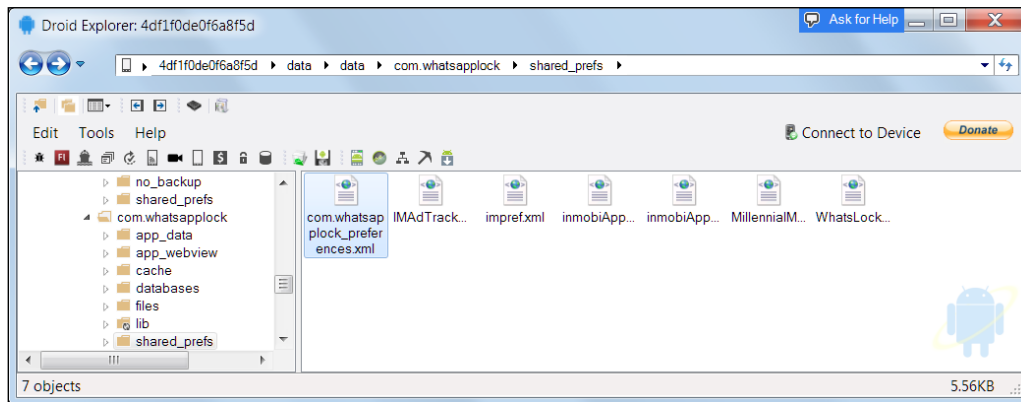 Droid Explorer: 4df1f0de0f6a8f5d
Ask for Help
4df1f0de0f6a8f5d data data com.whatsapplock shared_prefs
Edit Tools Help
Connect to Device
Donate
no_backup
shared_prefs
com.whatsapplock
app_data
app_webview
cache
databases
files
lib
shared_prefs
com.whatsap
plock_prefer
ences.xml
IMAdTrack...
impref.xml
inmobiApp...
inmobiApp...
MillennialM...
WhatsLock...
7 objects
5.56KB